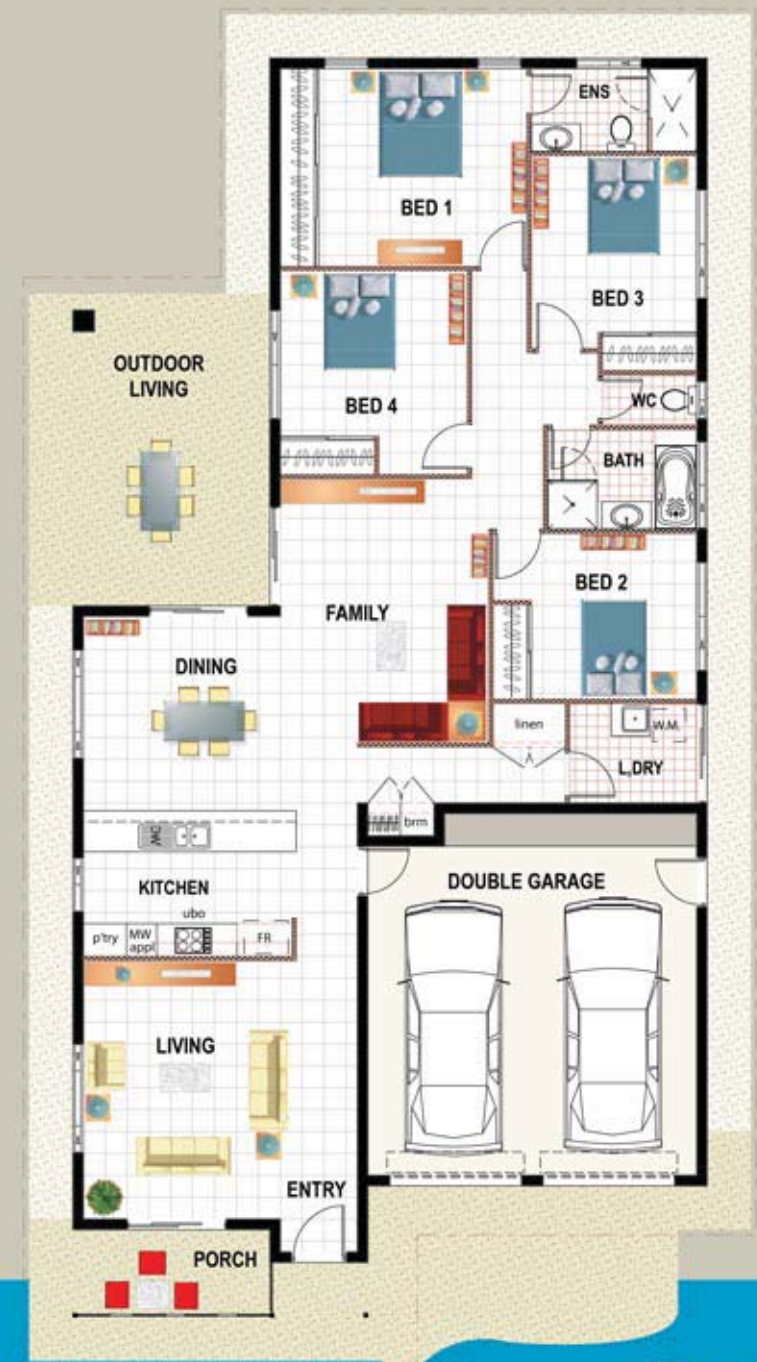 ENS
BED 1
BED 3
OUTDOOR
LIVING
BED 4
WC
BATH
BED 2
FAMILY
DINING
linen
W.M.
L,DRY
brm
DW
KITCHEN
DOUBLE GARAGE
ubo
p'try
MW
appl
FR
LIVING
ENTRY
PORCH